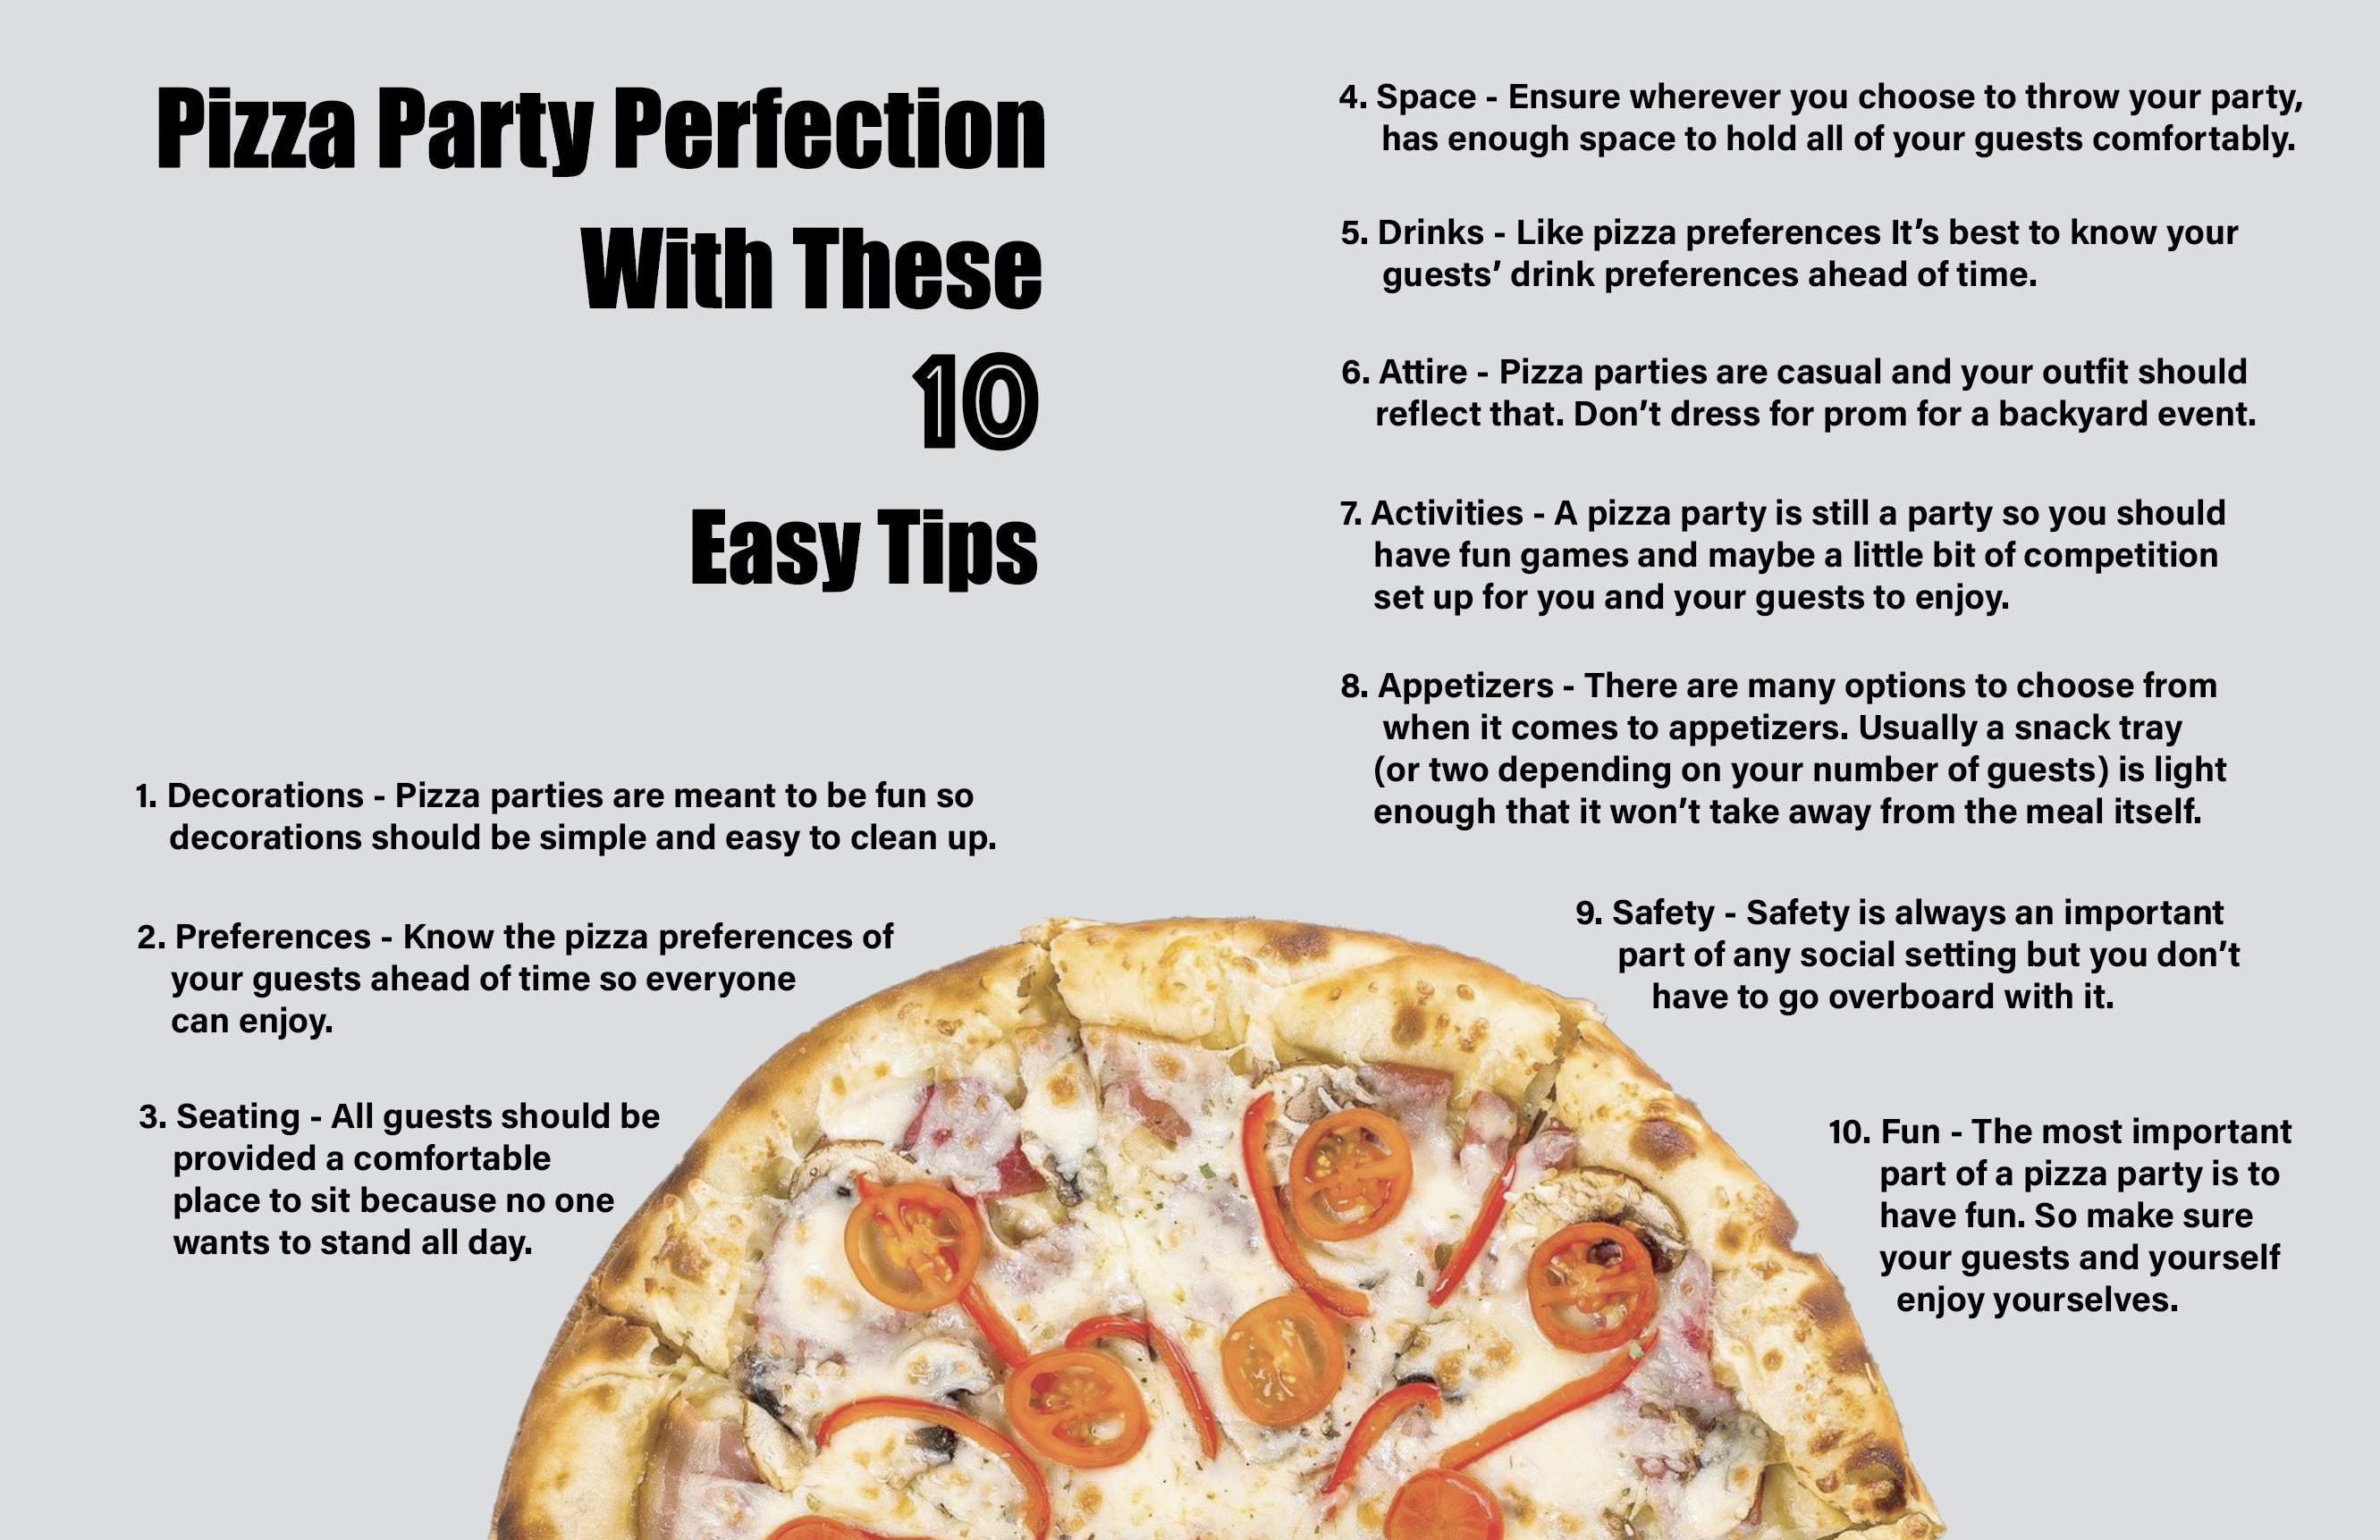 Pizza Party Perfection
With These
10
Easy Tips
1. Decorations - Pizza parties are meant to be fun so
decorations should be simple and easy to clean up.
2. Preferences - Know the pizza preferences of
your guests ahead of time so everyone
can enjoy.
3. Seating - All guests should be
provided a comfortable
place to sit because no one
wants to stand all day.
4. Space - Ensure wherever you choose to throw your party,
has enough space to hold all of your guests comfortably.
5. Drinks - Like pizza preferences It’s best to know your
guests’ drink preferences ahead of time.
6. Attire - Pizza parties are casual and your outfit should
reflect that. Don’t dress for prom for a backyard event.
7. Activities - A pizza party is still a party so you should
have fun games and maybe a little bit of competition
set up for you and your guests to enjoy.
8. Appetizers - There are many options to choose from
when it comes to appetizers. Usually a snack tray
(or two depending on your number of guests) is light
enough that it won’t take away from the meal itself.
9. Safety - Safety is always an important
part of any social setting but you don’t
have to go overboard with it.
10. Fun - The most important
part of a pizza party is to
have fun. So make sure
your guests and yourself
enjoy yourselves.